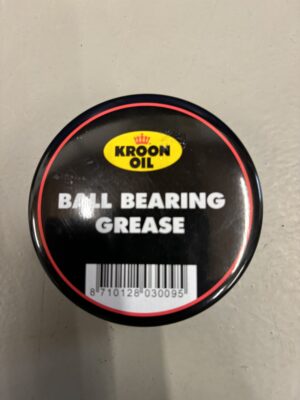 KROON
OIL
BALL BEARING
GREASE
8 710128 030095